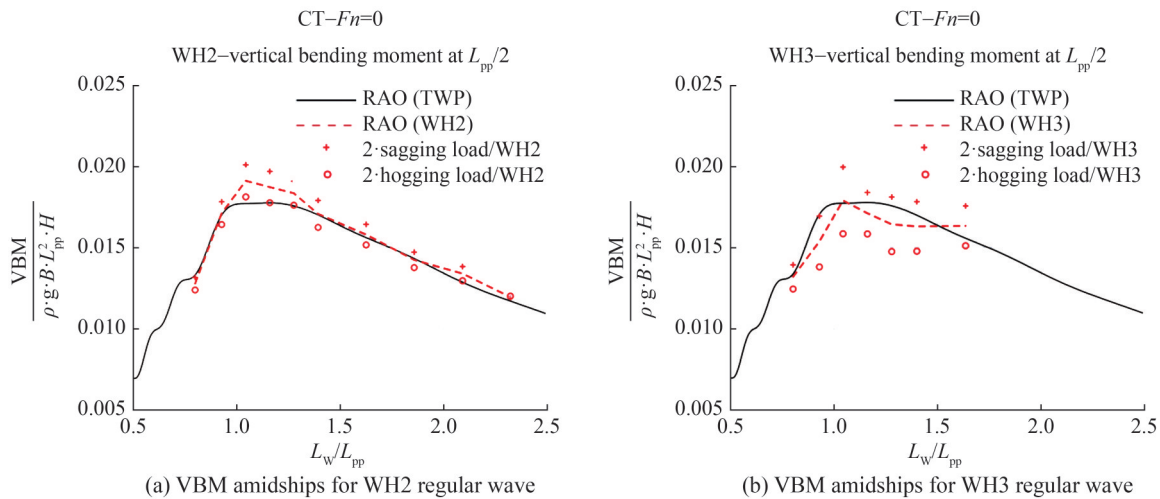 CT–Fn=0
WH2–vertical bending moment at Lpp/2
0.025
0.020
0.015
0.010
0.005
VBM
ρ·g·B·L²pp·H
RAO (TWP)
RAO (WH2)
2·sagging load/WH2
2·hogging load/WH2
0.5 1.0 1.5 2.0 2.5
LW/Lpp
(a) VBM amidships for WH2 regular wave
CT–Fn=0
WH3–vertical bending moment at Lpp/2
0.025
0.020
0.015
0.010
0.005
VBM
ρ·g·B·L²pp·H
RAO (TWP)
RAO (WH3)
2·sagging load/WH3
2·hogging load/WH3
0.5 1.0 1.5 2.0 2.5
LW/Lpp
(b) VBM amidships for WH3 regular wave